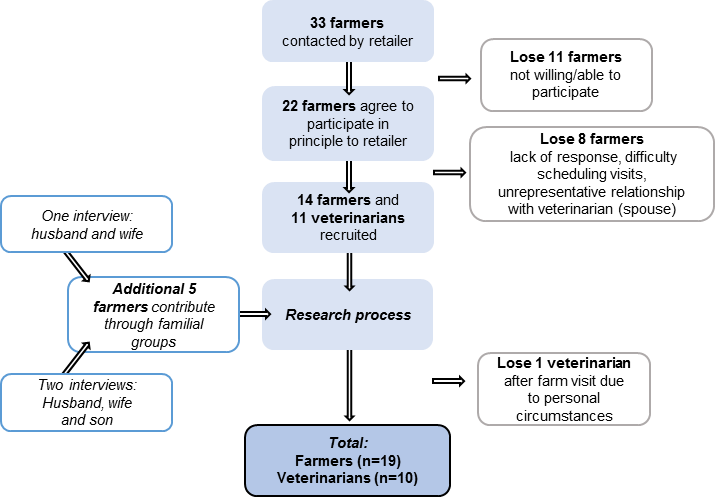 33 farmers
contacted by retailer
Lose 11 farmers
not willing/able to
participate
22 farmers agree to
participate in
principle to retailer
Lose 8 farmers
lack of response, difficulty
scheduling visits,
unrepresentative relationship
with veterinarian (spouse)
14 farmers and
11 veterinarians
recruited
One interview:
husband and wife
Additional 5
farmers contribute
through familial
groups
Research process
Two interviews:
Husband, wife
and son
Lose 1 veterinarian
after farm visit due
to personal
circumstances
Total:
Farmers (n=19)
Veterinarians (n=10)